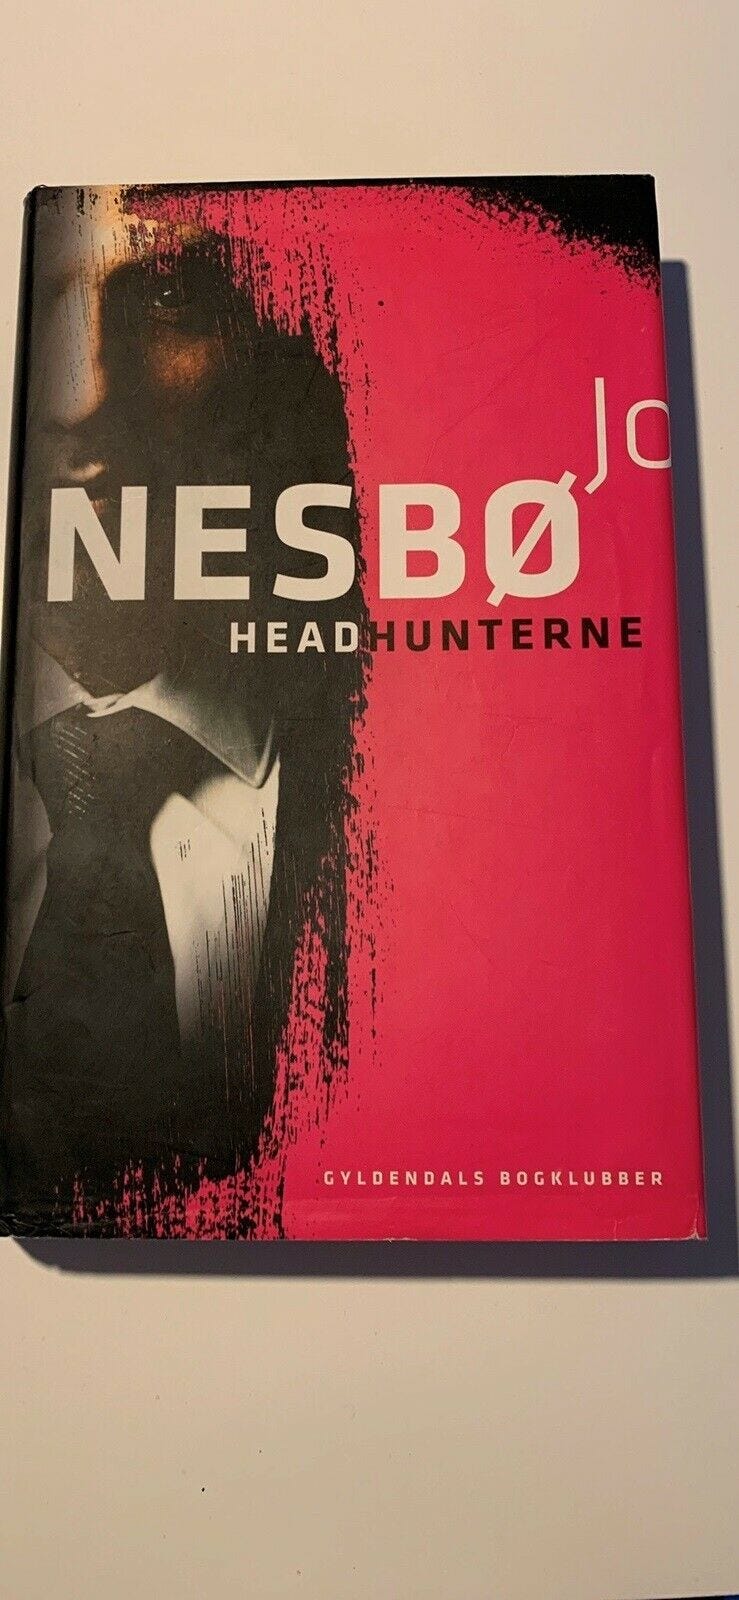 Jo
NESBØ
HEADHUNTERNE
GYLDENDALS BOGKLUBBER